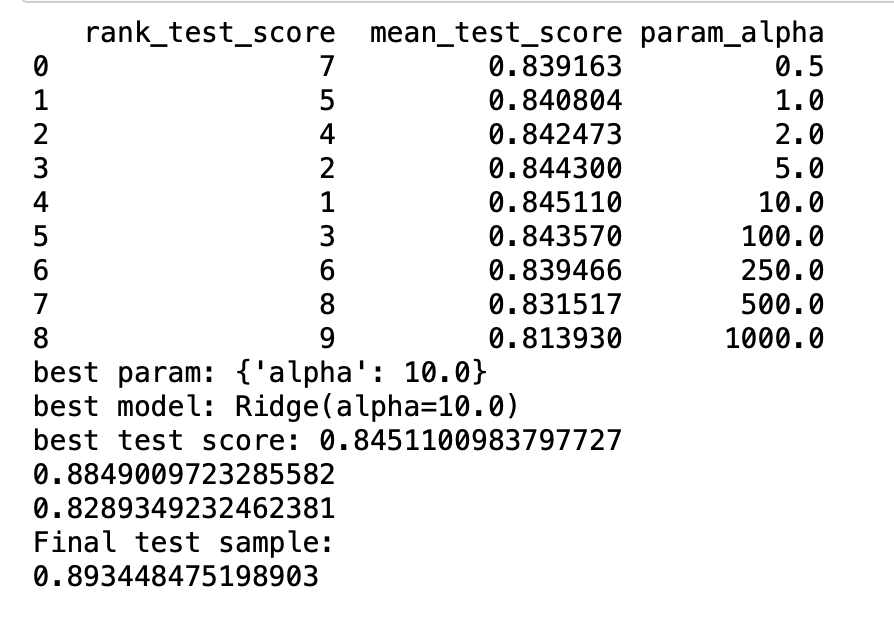 rank_test_score mean_test_score param_alpha
0 7 0.839163 0.5
1 5 0.840804 1.0
2 4 0.842473 2.0
3 2 0.844300 5.0
4 1 0.845110 10.0
5 3 0.843570 100.0
6 6 0.839466 250.0
7 8 0.831517 500.0
8 9 0.813930 1000.0
best param: {'alpha': 10.0}
best model: Ridge(alpha=10.0)
best test score: 0.8451100983797727
0.8849009723285582
0.8289349232462381
Final test sample:
0.893448475198903